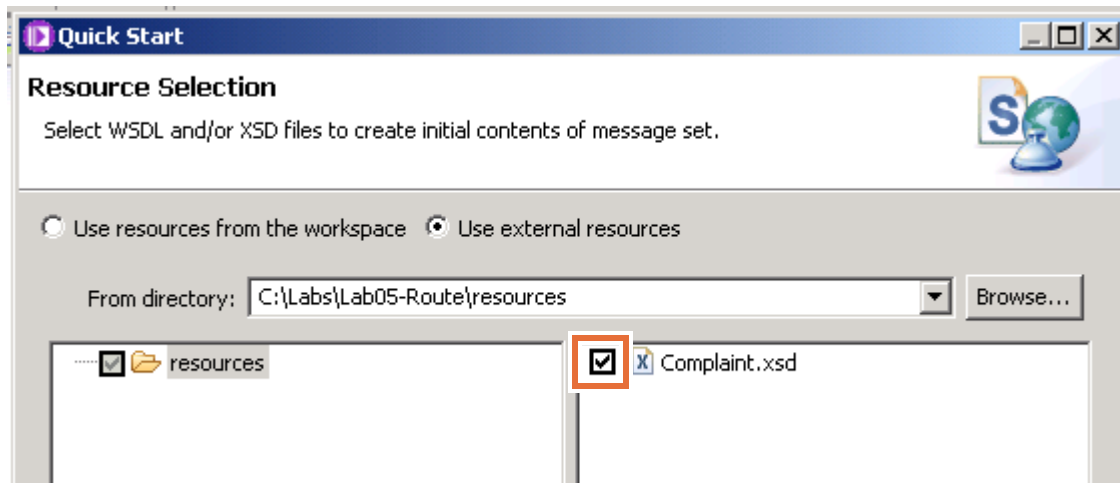 Quick Start
Resource Selection
Select WSDL and/or XSD files to create initial contents of message set.
S
Use resources from the workspace Use external resources
From directory: C:\Labs\Lab05-Route\resources Browse...
resources X Complaint.xsd